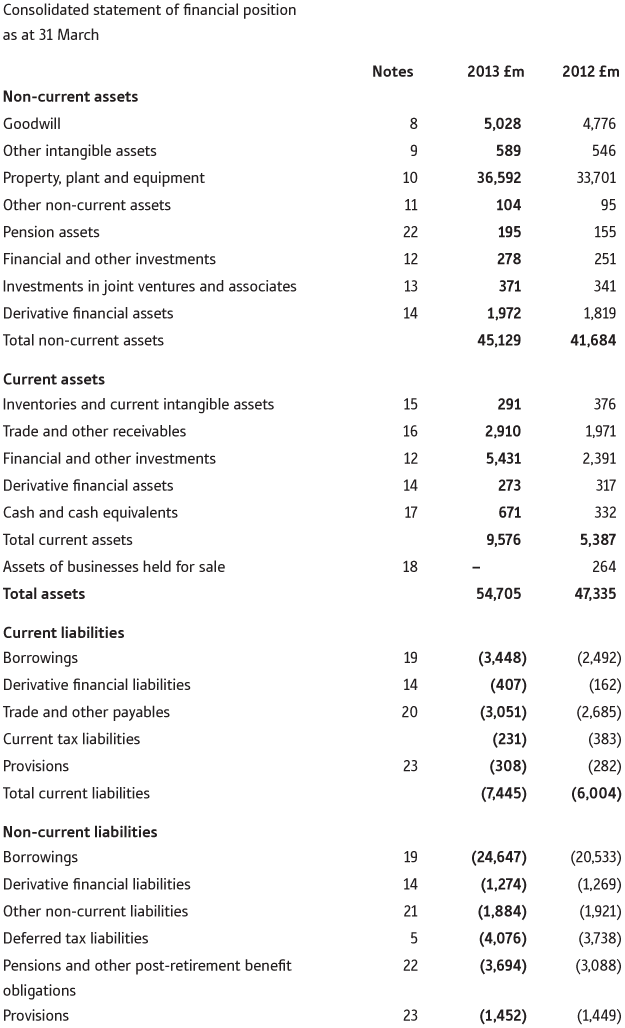 Consolidated statement of financial position
as at 31 March
Notes 2013 £m 2012 £m
Non-current assets
Goodwill 8 5,028 4,776
Other intangible assets 9 589 546
Property, plant and equipment 10 36,592 33,701
Other non-current assets 11 104 95
Pension assets 22 195 155
Financial and other investments 12 278 251
Investments in joint ventures and associates 13 371 341
Derivative financial assets 14 1,972 1,819
Total non-current assets 45,129 41,684
Current assets
Inventories and current intangible assets 15 291 376
Trade and other receivables 16 2,910 1,971
Financial and other investments 12 5,431 2,391
Derivative financial assets 14 273 317
Cash and cash equivalents 17 671 332
Total current assets 9,576 5,387
Assets of businesses held for sale 18 – 264
Total assets 54,705 47,335
Current liabilities
Borrowings 19 (3,448) (2,492)
Derivative financial liabilities 14 (407) (162)
Trade and other payables 20 (3,051) (2,685)
Current tax liabilities (231) (383)
Provisions 23 (308) (282)
Total current liabilities (7,445) (6,004)
Non-current liabilities
Borrowings 19 (24,647) (20,533)
Derivative financial liabilities 14 (1,274) (1,269)
Other non-current liabilities 21 (1,884) (1,921)
Deferred tax liabilities 5 (4,076) (3,738)
Pensions and other post-retirement benefit 22 (3,694) (3,088)
obligations
Provisions 23 (1,452) (1,449)